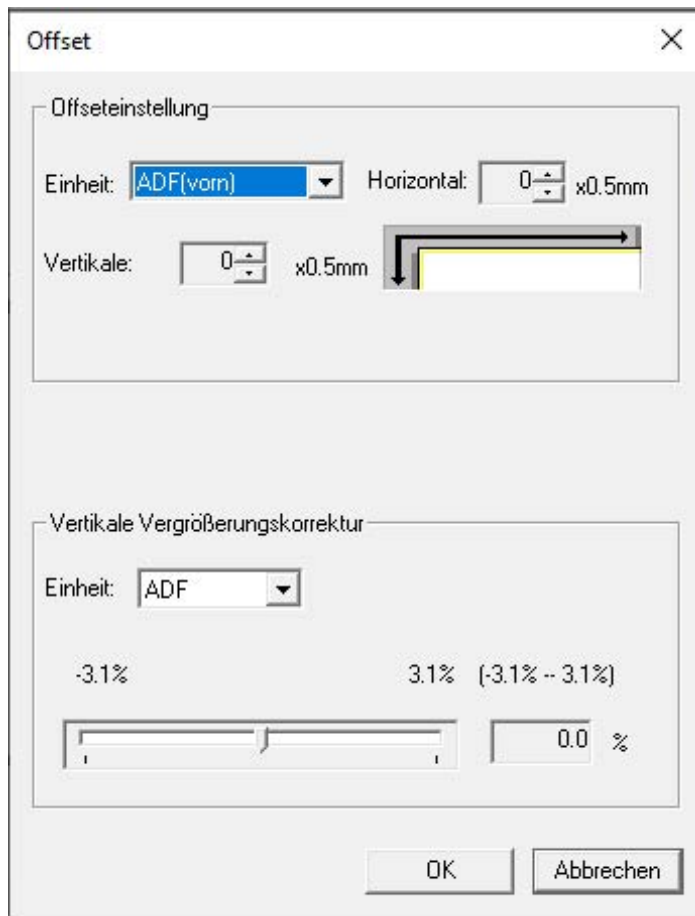 Offset
Offseteinstellung
Einheit: ADF(vorn) Horizontal: 0 x0.5mm
Vertikale: 0 x0.5mm
Vertikale Vergrößerungskorrektur
Einheit: ADF
-3.1% 3.1% (-3.1% -- 3.1%)
0.0 %
OK Abbrechen